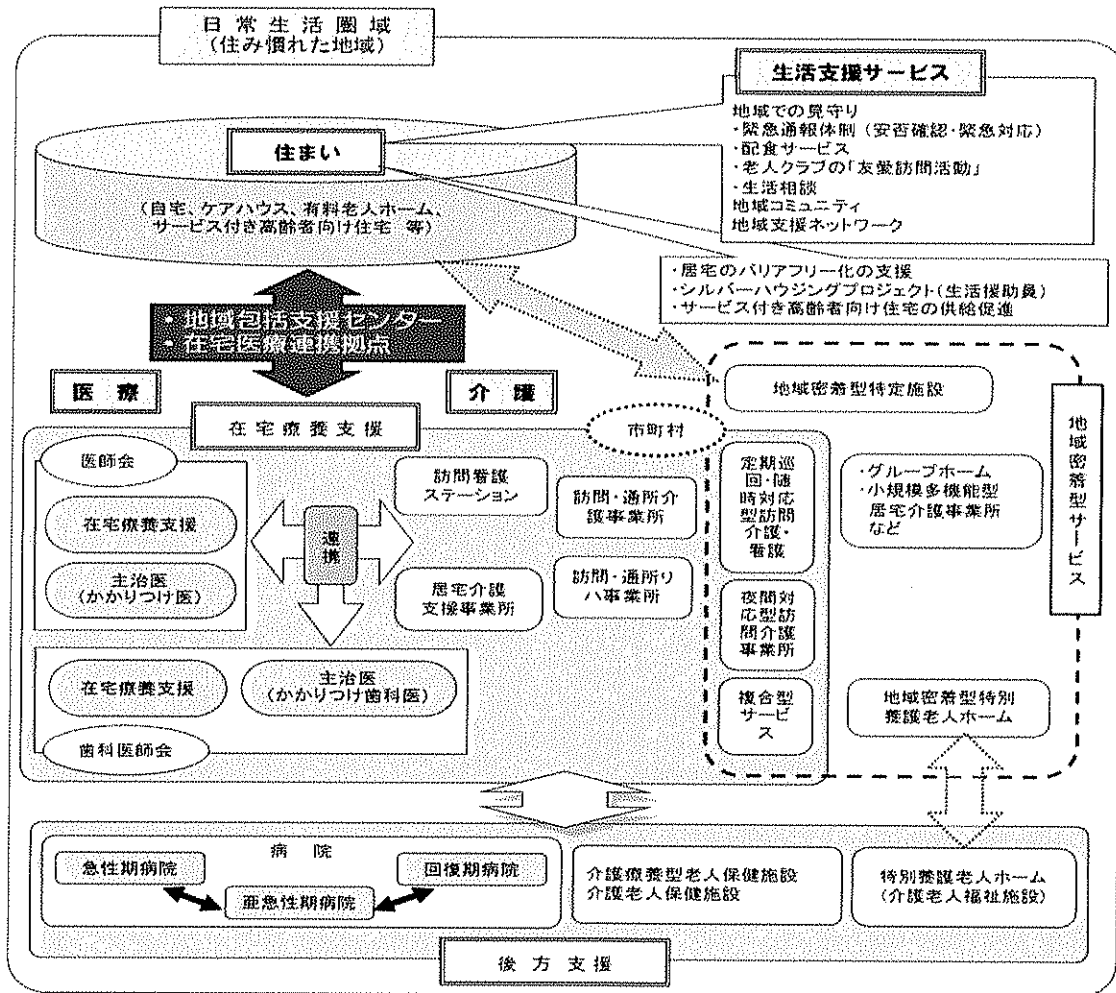 日常生活圏域
(住み慣れた地域)
生活支援サービス
地域での見守り
・緊急通報体制(安否確認・緊急対応)
・配食サービス
・老人クラブの「友愛訪問活動」
・生活相談
地域コミュニティ
地域支援ネットワーク
住まい
(自宅、ケアハウス、有料老人ホーム、
サービス付き高齢者向け住宅 等)
・居宅のバリアフリー化の支援
・シルバーハウジングプロジェクト(生活援助員)
・サービス付き高齢者向け住宅の供給促進
・地域包括支援センター
・在宅医療連携拠点
医療
介護
在宅療養支援
市町村
地域密着型特定施設
地域密着型サービス
医師会
在宅療養支援
主治医
(かかりつけ医)
連携
訪問看護
ステーション
訪問・通所介
護事業所
居宅介護
支援事業所
訪問・通所リ
ハ事業所
定期巡
回・随
時対応
型訪問
介護・
看護
・グループホーム
・小規模多機能型
居宅介護事業所
など
夜間対
応型訪
問介護
事業所
在宅療養支援
主治医
(かかりつけ歯科医)
歯科医師会
複合型
サービ
ス
地域密着型特別
養護老人ホーム
病院
急性期病院
回復期病院
亜急性期病院
介護療養型老人保健施設
介護老人保健施設
特別養護老人ホーム
(介護老人福祉施設)
後方支援